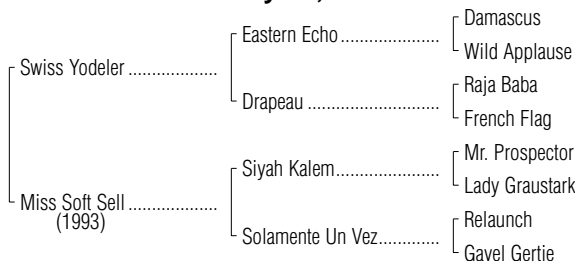 Damascus
Eastern Echo
Wild Applause
Swiss Yodeler
Raja Baba
Drapeau
French Flag
Mr. Prospector
Siyah Kalem
Lady Graustark
Miss Soft Sell
(1993)
Relaunch
Solamente Un Vez
Gavel Gertie